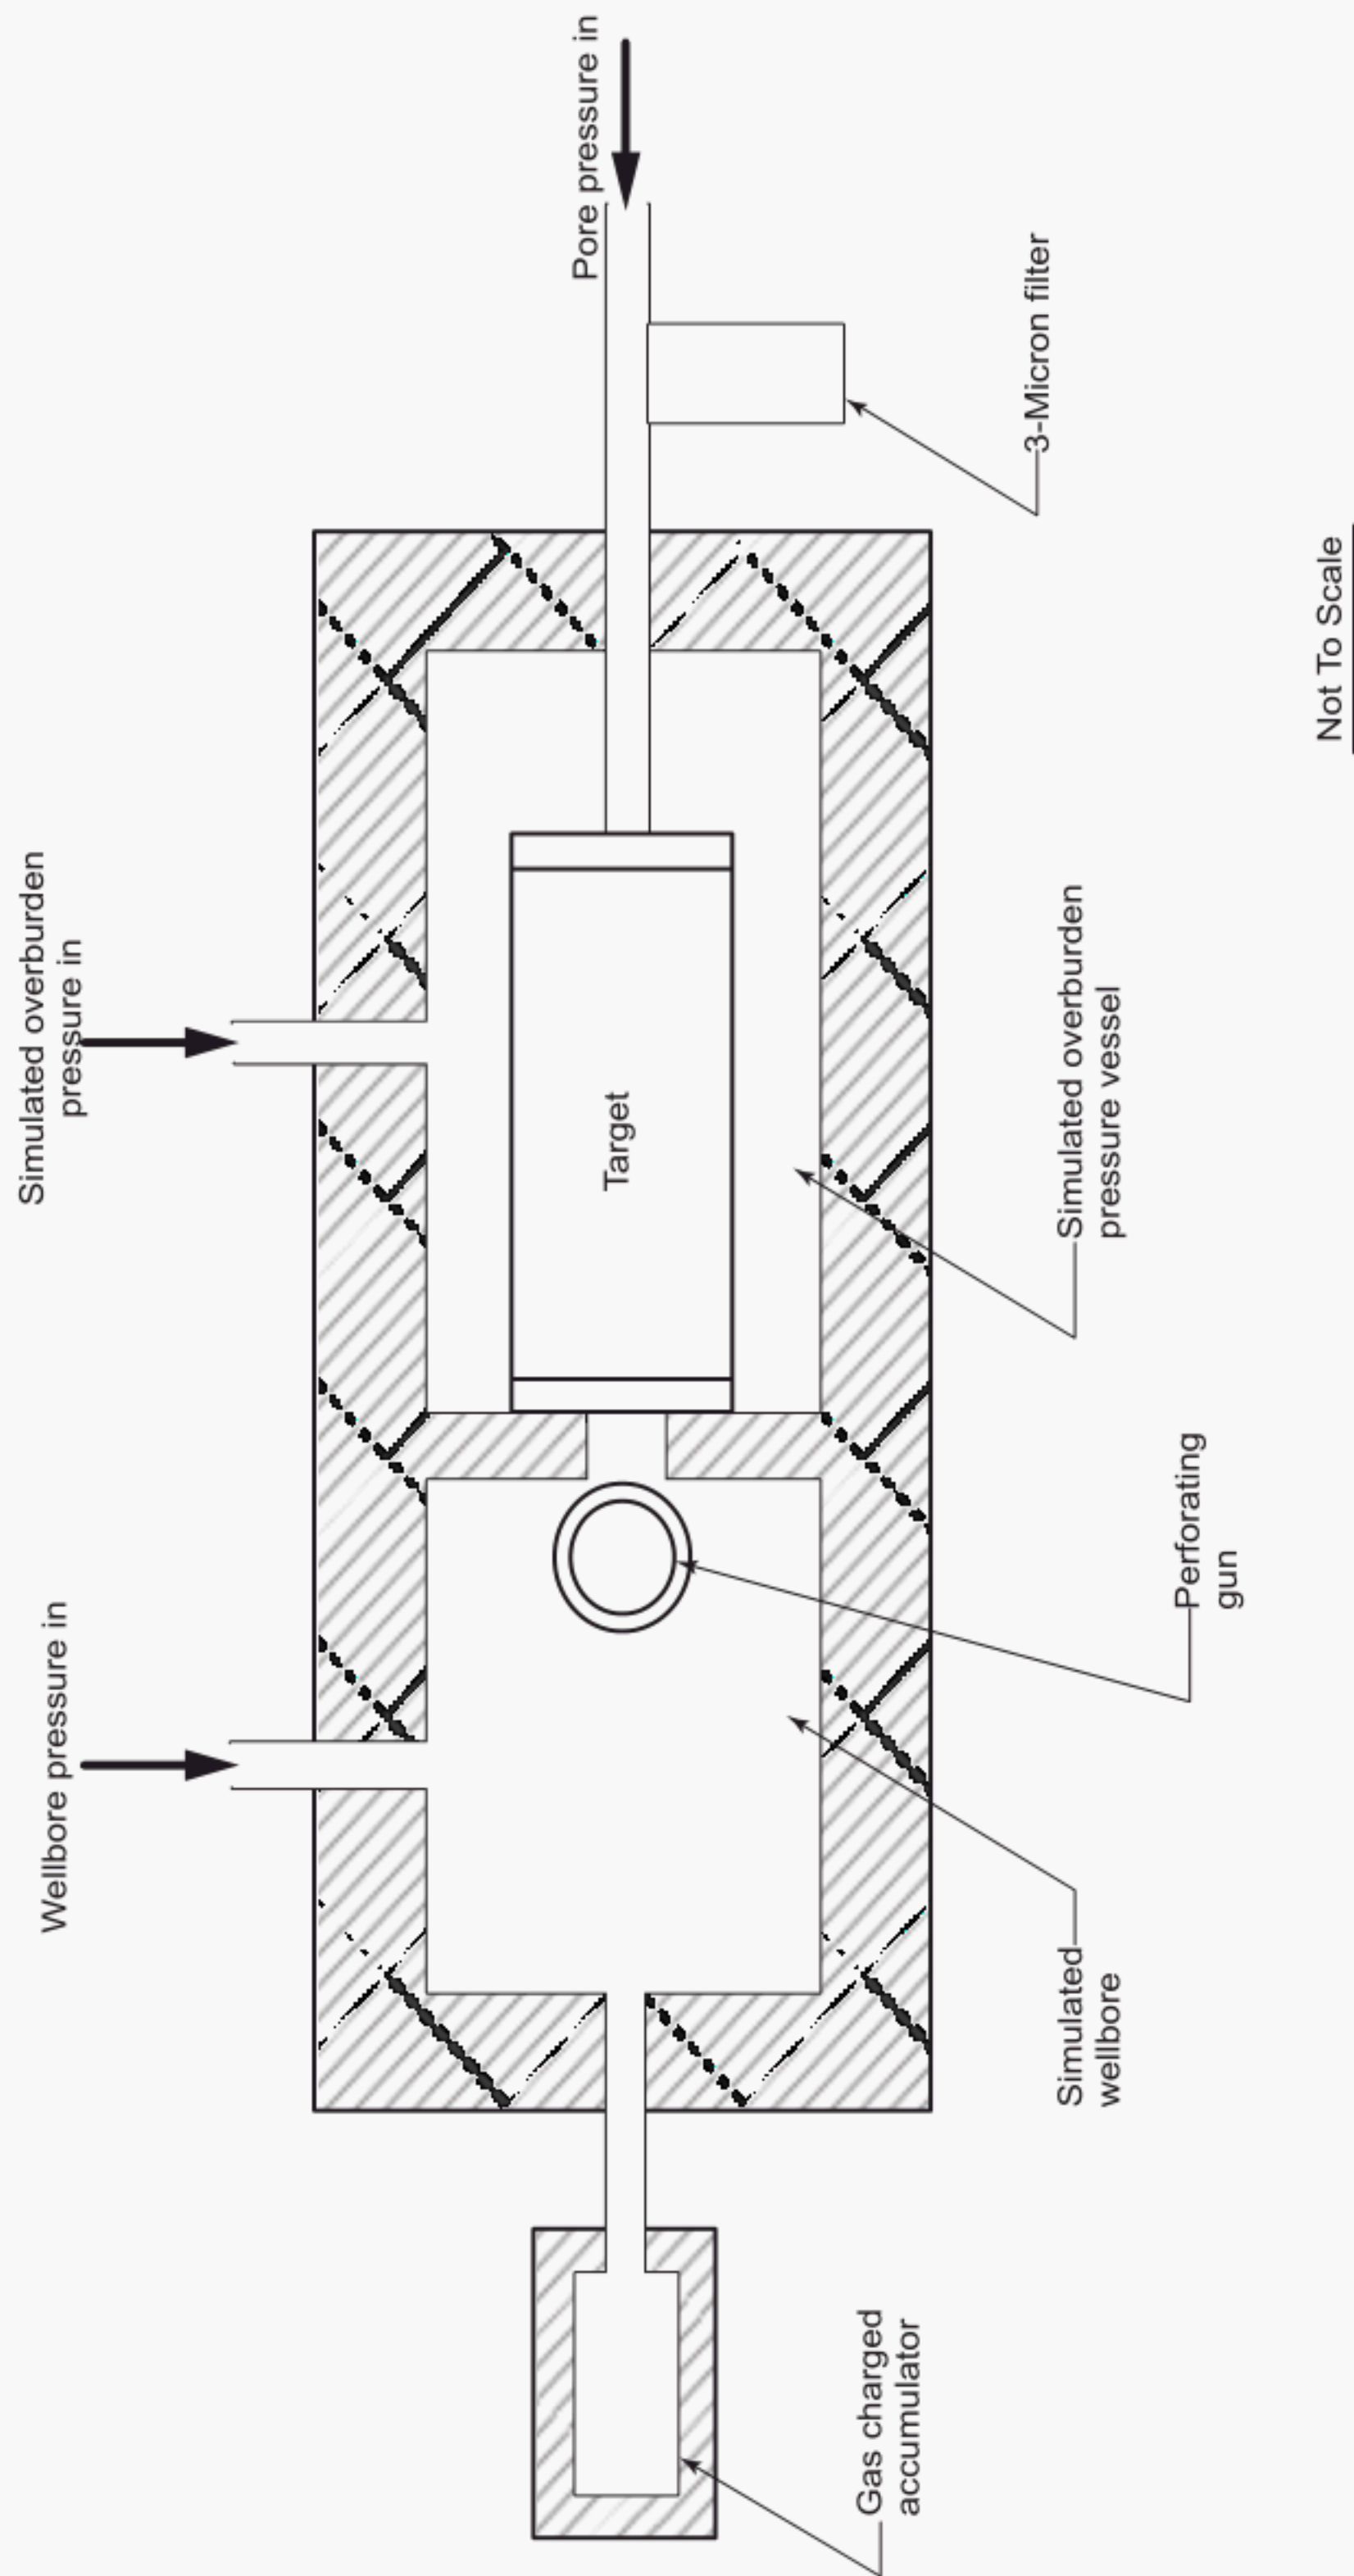 Simulated overburden
pressure in
Wellbore pressure in
Pore pressure in
Target
3-Micron filter
Simulated overburden
pressure vessel
Perforating
gun
Simulated
wellbore
Gas charged
accumulator
Not To Scale